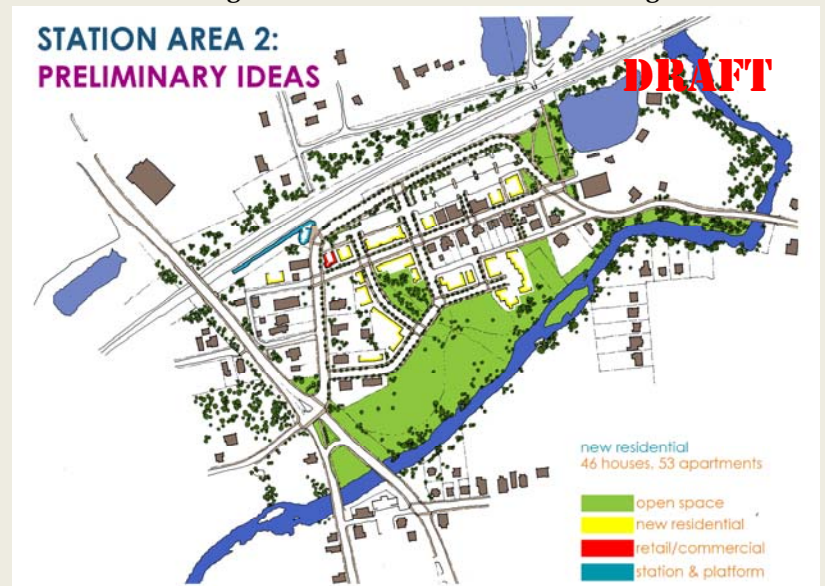 STATION AREA 2:
PRELIMINARY IDEAS
DRAFT
new residential
46 houses, 53 apartments
open space
new residential
retail/commercial
station & platform